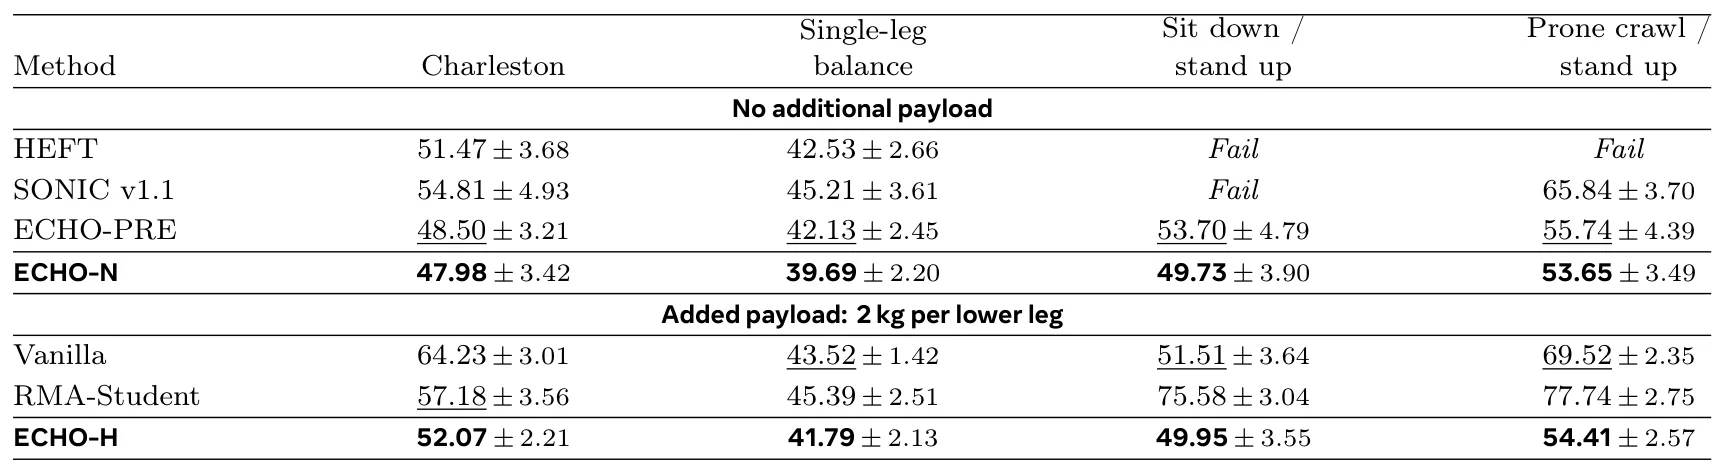 Method Charleston Single-leg balance Sit down / stand up Prone crawl / stand up
No additional payload
HEFT 51.47 ± 3.68 42.53 ± 2.66 Fail Fail
SONIC v1.1 54.81 ± 4.93 45.21 ± 3.61 Fail 65.84 ± 3.70
ECHO-PRE 48.50 ± 3.21 42.13 ± 2.45 53.70 ± 4.79 55.74 ± 4.39
ECHO-N 47.98 ± 3.42 39.69 ± 2.20 49.73 ± 3.90 53.65 ± 3.49
Added payload: 2 kg per lower leg
Vanilla 64.23 ± 3.01 43.52 ± 1.42 51.51 ± 3.64 69.52 ± 2.35
RMA-Student 57.18 ± 3.56 45.39 ± 2.51 75.58 ± 3.04 77.74 ± 2.75
ECHO-H 52.07 ± 2.21 41.79 ± 2.13 49.95 ± 3.55 54.41 ± 2.57